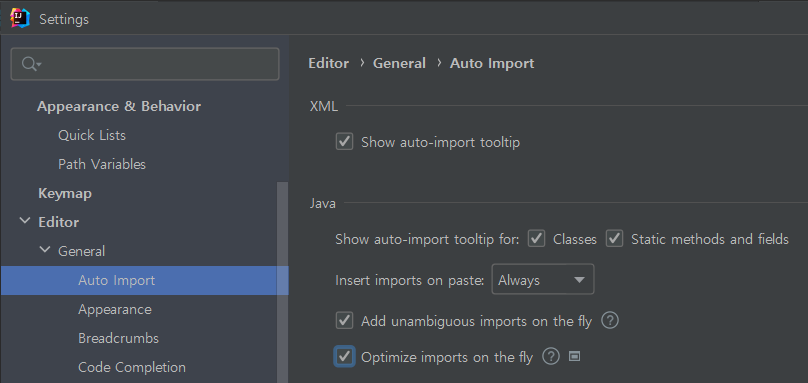 Settings
Appearance & Behavior
Quick Lists
Path Variables
Keymap
Editor
General
Auto Import
Appearance
Breadcrumbs
Code Completion
Editor › General › Auto Import
XML
Show auto-import tooltip
Java
Show auto-import tooltip for: Classes Static methods and fields
Insert imports on paste: Always
Add unambiguous imports on the fly ?
Optimize imports on the fly ?